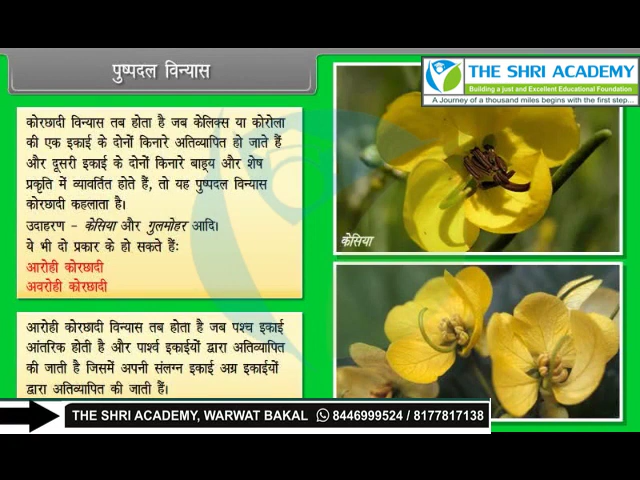 पुष्पदल विन्यास
THE SHRI ACADEMY
Building a just and Excellent Educational Foundation
A Journey of a thousand miles begins with the first step...
कोरछादी विन्यास तब होता है जब केलिक्स या कोरोला
की एक इकाई के दोनों किनारे अतिव्यापित हो जाते हैं
और दूसरी इकाई के दोनों किनारे बाह्य और शेष
प्रकृति में व्यावर्तित होते हैं, तो यह पुष्पदल विन्यास
कोरछादी कहलाता है।
उदाहरण – केसिया और गुलमोहर आदि।
ये भी दो प्रकार के हो सकते हैं:
आरोही कोरछादी
अवरोही कोरछादी
केसिया
आरोही कोरछादी विन्यास तब होता है जब पश्च इकाई
आंतरिक होती है और पार्श्व इकाईयों द्वारा अतिव्यापित
की जाती है जिसमें अपनी संलग्न इकाई अग्र इकाईयों
द्वारा अतिव्यापित की जाती हैं।
THE SHRI ACADEMY, WARWAT BAKAL 8446999524 / 8177817138